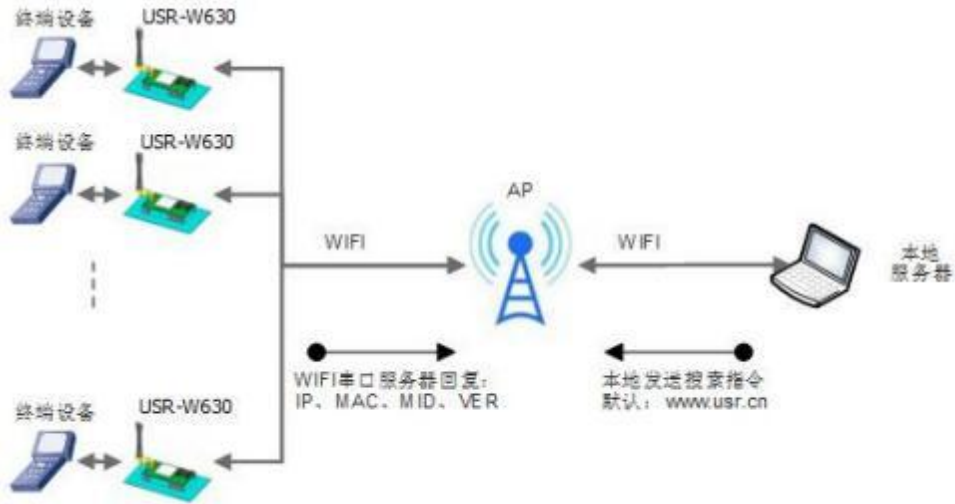 终端设备 USR-W630
终端设备 USR-W630
AP
WIFI
WIFI
本地
服务器
WIFI串口服务器回复:
IP、MAC、MID、VER
本地发送搜索指令
默认: www.usr.cn
终端设备 USR-W630